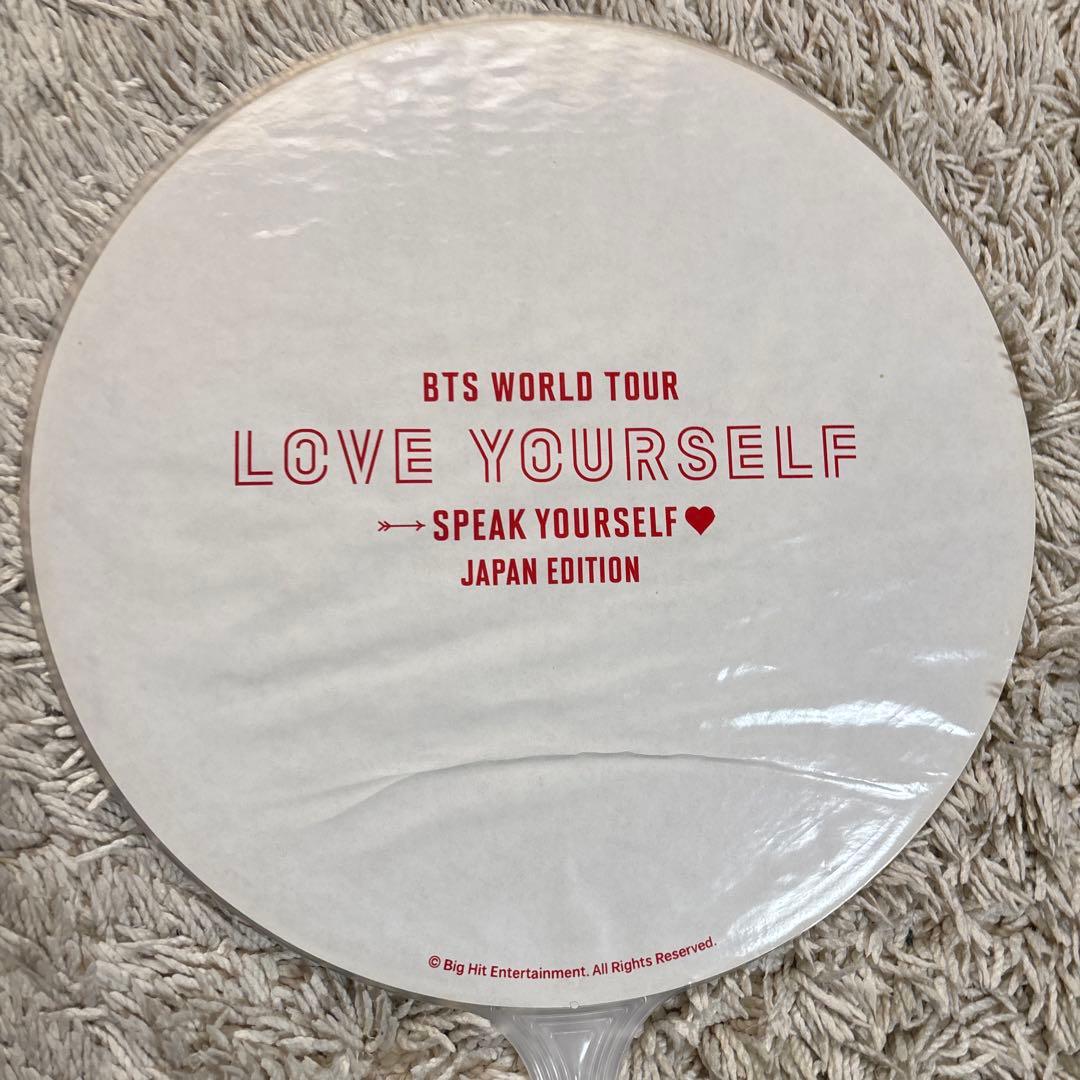 BTS WORLD TOUR
LOVE YOURSELF
SPEAK YOURSELF
JAPAN EDITION
© Big Hit Entertainment. All Rights Reserved.